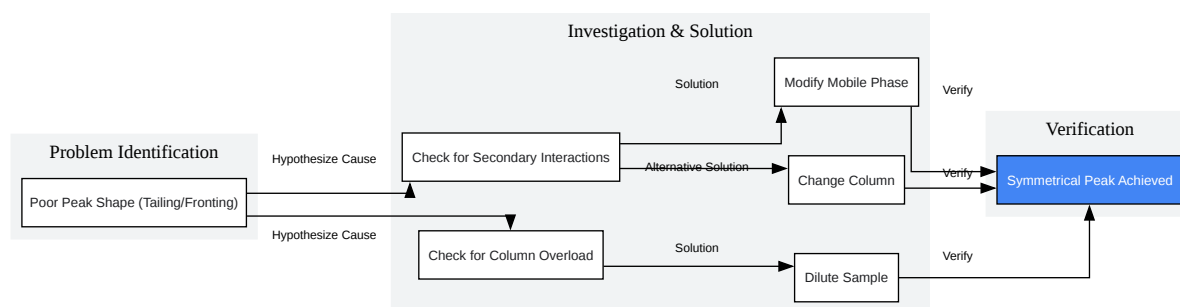 Investigation & Solution
Problem Identification
Verification
Poor Peak Shape (Tailing/Fronting)
Hypothesize Cause
Hypothesize Cause
Check for Secondary Interactions
Check for Column Overload
Solution
Alternative Solution
Solution
Modify Mobile Phase
Change Column
Dilute Sample
Verify
Verify
Verify
Symmetrical Peak Achieved